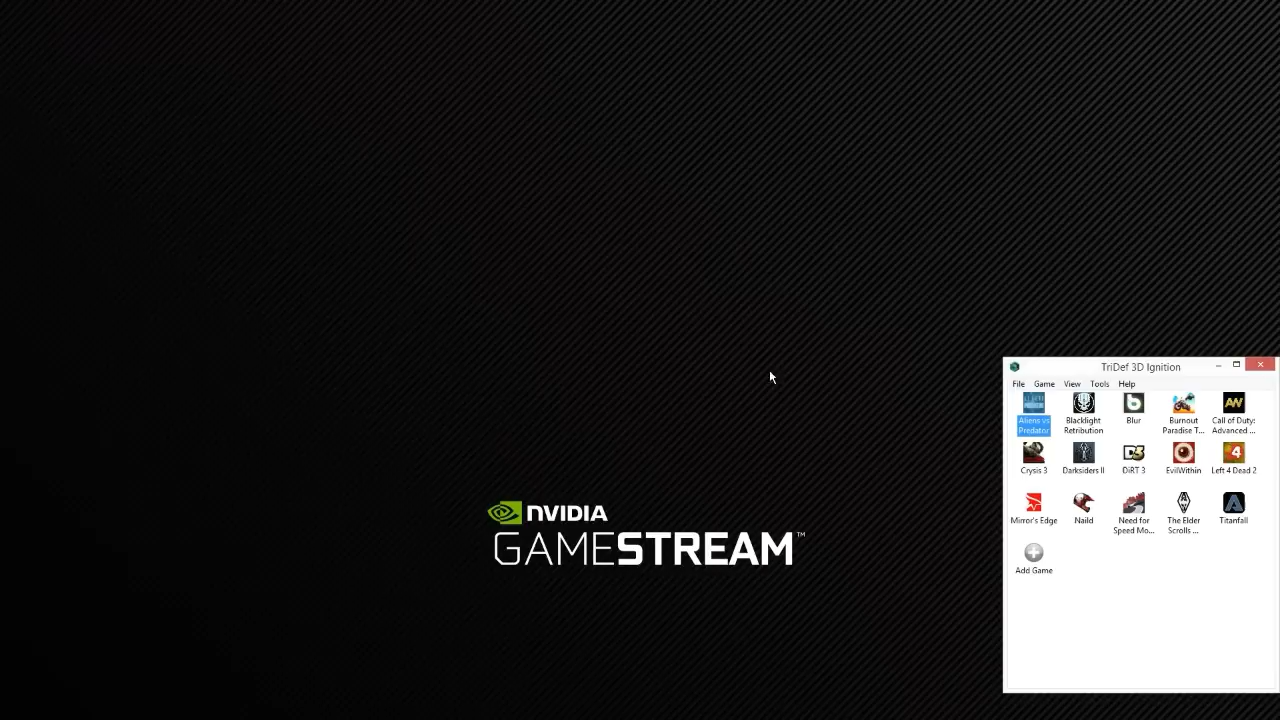 NVIDIA
GAMESTREAM™
TriDef 3D Ignition
File Game View Tools Help
Aliens vs
Predator
Blacklight
Retribution
Blur
Burnout
Paradise T...
Call of Duty:
Advanced ...
Crysis 3
Darksiders II
DiRT 3
EvilWithin
Left 4 Dead 2
Mirror's Edge
Naild
Need for
Speed Mo...
The Elder
Scrolls ...
Titanfall
Add Game